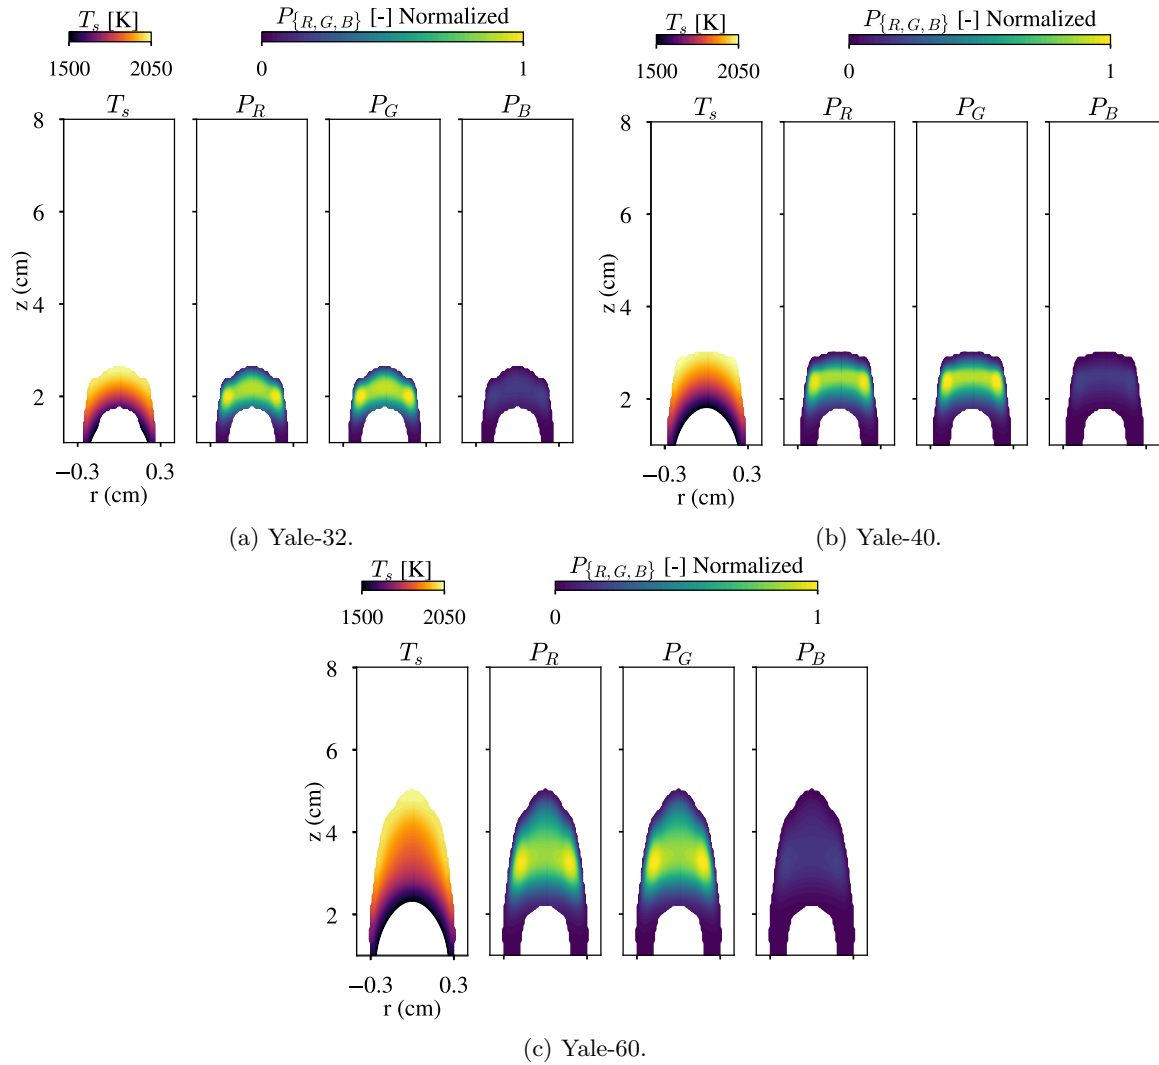 T_s [K]
1500 2050
P_{R,G,B} [-] Normalized
0 1
T_s P_R P_G P_B
8
6
4
2
z (cm)
−0.3 0.3
r (cm)
(a) Yale-32.
T_s [K]
1500 2050
P_{R,G,B} [-] Normalized
0 1
T_s P_R P_G P_B
8
6
4
2
z (cm)
−0.3 0.3
r (cm)
(b) Yale-40.
T_s [K]
1500 2050
P_{R,G,B} [-] Normalized
0 1
T_s P_R P_G P_B
8
6
4
2
z (cm)
−0.3 0.3
r (cm)
(c) Yale-60.